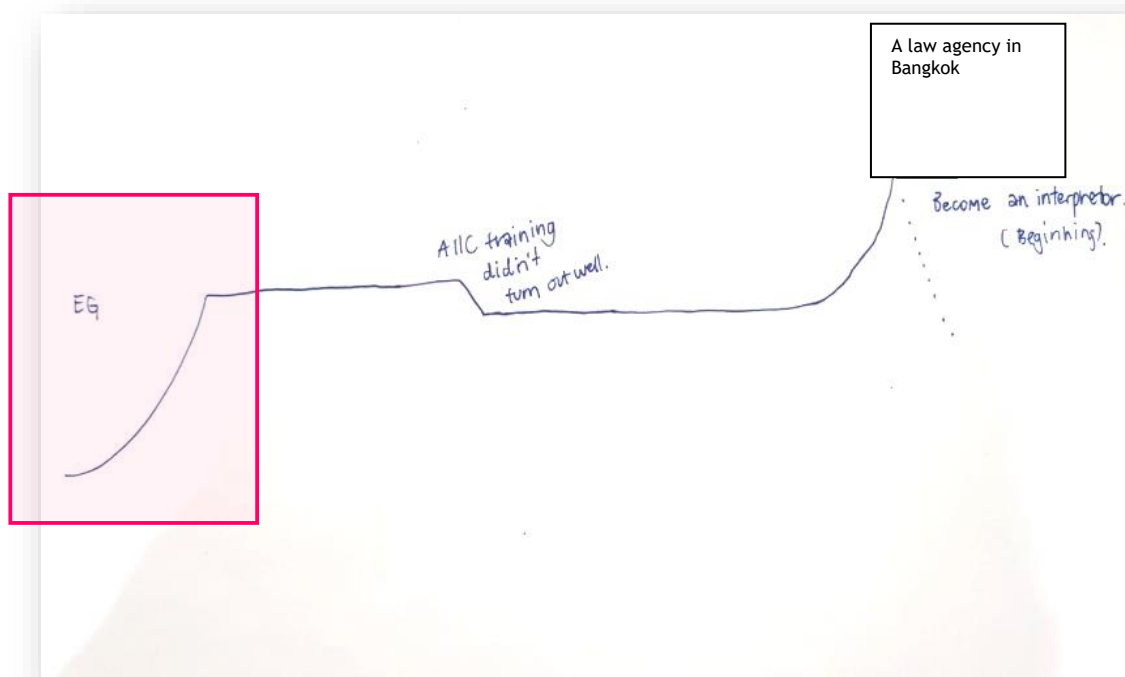 A law agency in
Bangkok
Become an interpretor.
(Beginning).
AIIC training
didn't
turn out well.
EG